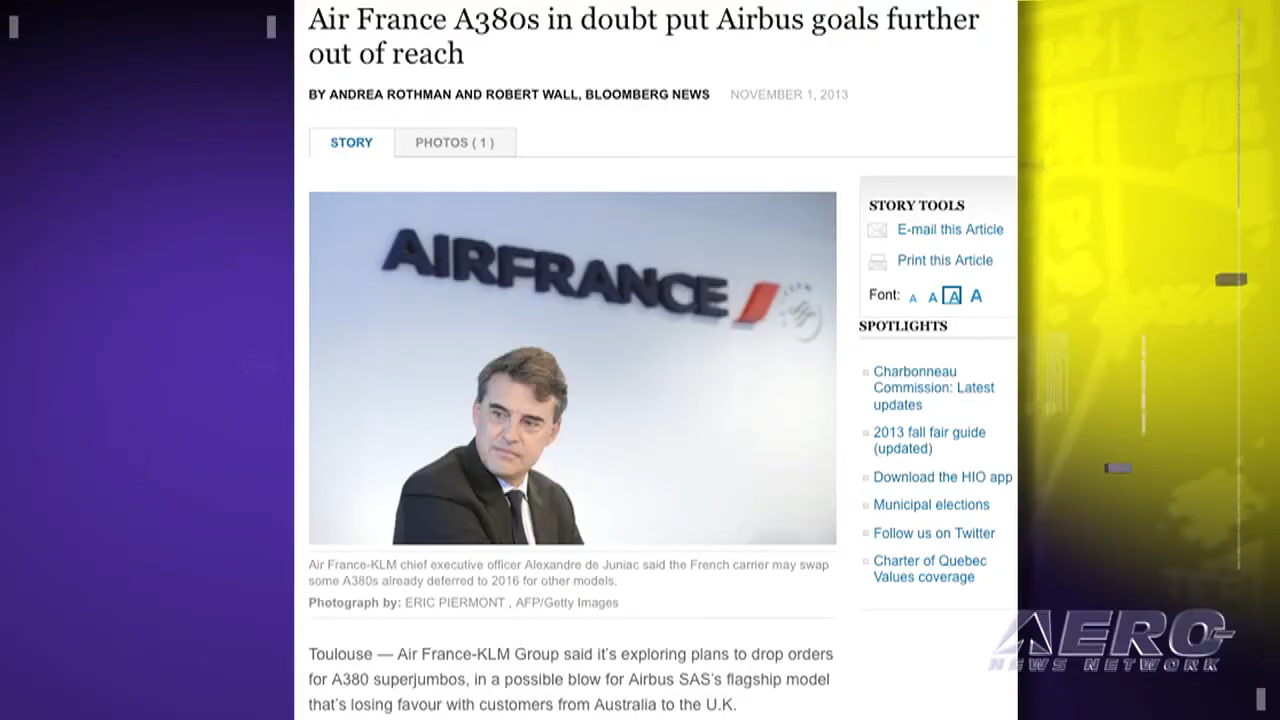 Air France A380s in doubt put Airbus goals further
out of reach
BY ANDREA ROTHMAN AND ROBERT WALL, BLOOMBERG NEWS NOVEMBER 1, 2013
STORY PHOTOS ( 1 )
AIRFRANCE
Air France-KLM chief executive officer Alexandre de Juniac said the French carrier may swap
some A380s already deferred to 2016 for other models.
Photograph by: ERIC PIERMONT , AFP/Getty Images
Toulouse — Air France-KLM Group said it’s exploring plans to drop orders
for A380 superjumbos, in a possible blow for Airbus SAS’s flagship model
that’s losing favour with customers from Australia to the U.K.
STORY TOOLS
E-mail this Article
Print this Article
Font: A A A A
SPOTLIGHTS
Charbonneau
Commission: Latest
updates
2013 fall fair guide
(updated)
Download the HIO app
Municipal elections
Follow us on Twitter
Charter of Quebec
Values coverage
AERO-
NEWS NETWORK